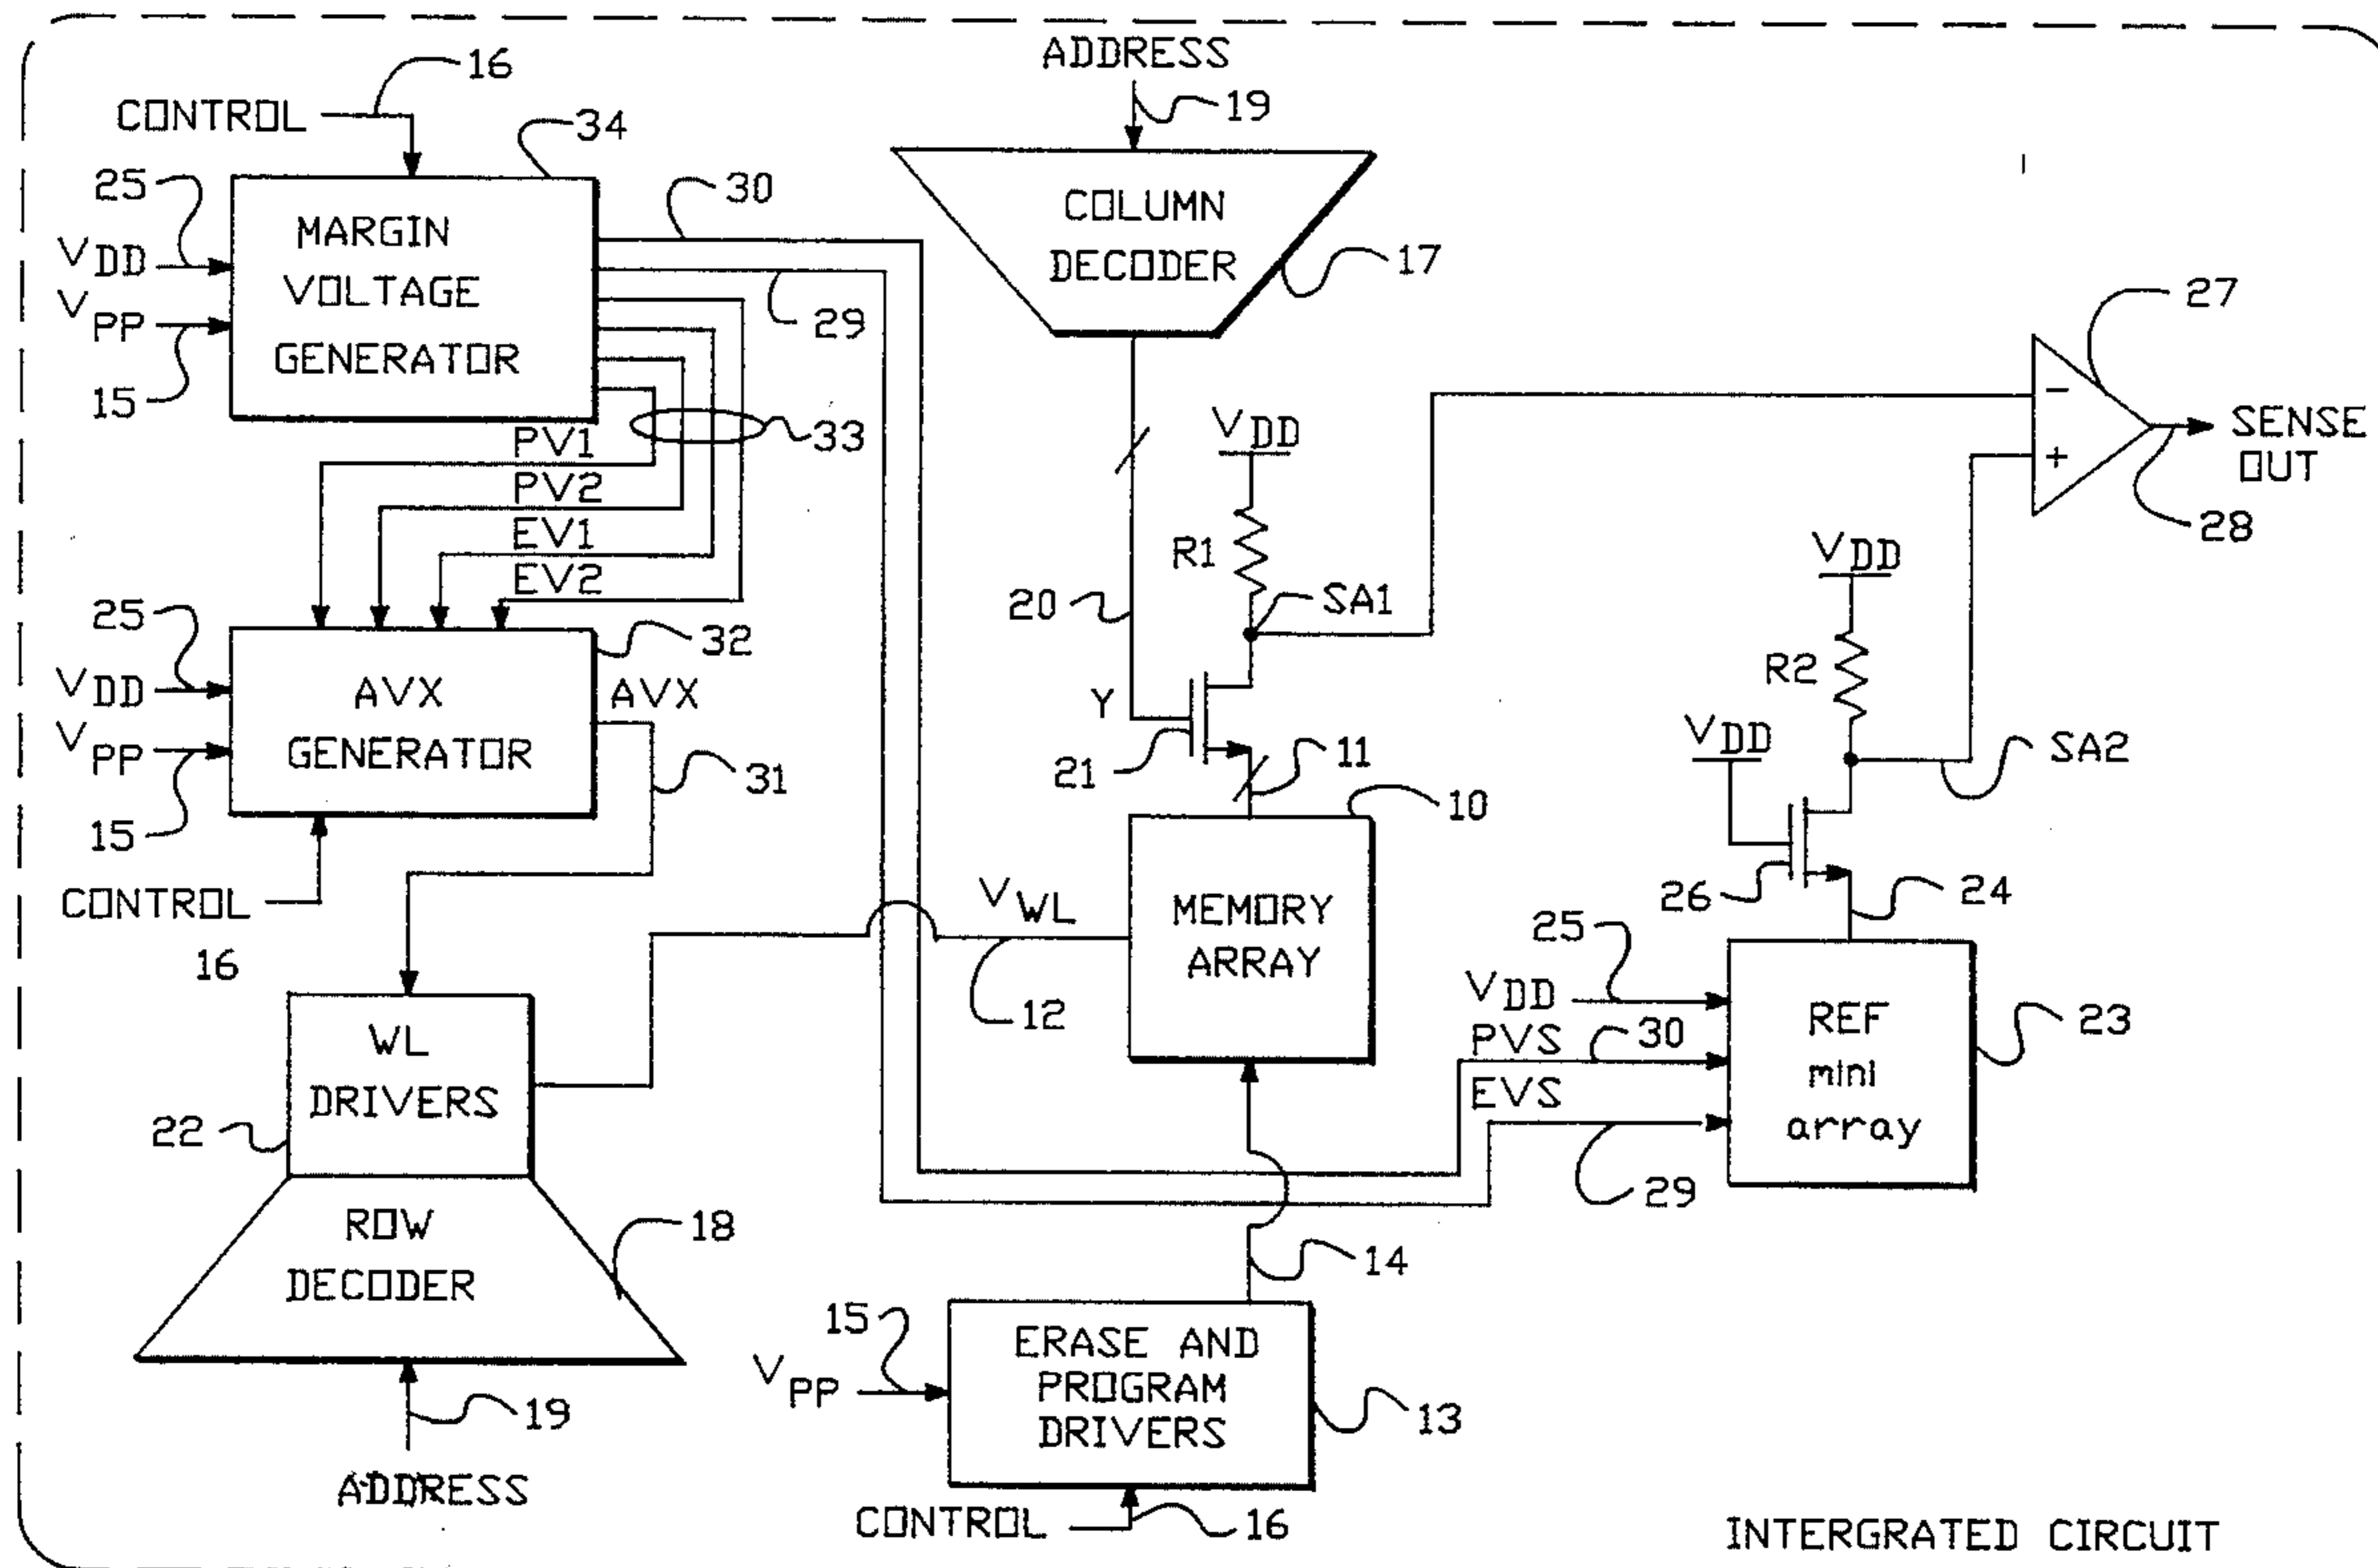 16
CONTROL
34
25
VDD
VPP
15
MARGIN
VOLTAGE
GENERATOR
30
29
33
PV1
PV2
EV1
EV2
ADDRESS
19
COLUMN
DECODER
17
27
-
+
SENSE
OUT
28
VDD
R1
SA1
20
Y
21
11
VDD
R2
SA2
VDD
26
24
25
VDD
VPP
15
AVX
GENERATOR
32
AVX
31
CONTROL
16
10
MEMORY
ARRAY
VWL
12
25
VDD
PVS
30
EVS
29
REF
mini
array
23
WL
DRIVERS
22
ROW
DECODER
18
19
ADDRESS
14
15
VPP
ERASE AND
PROGRAM
DRIVERS
13
CONTROL
16
INTERGRATED CIRCUIT